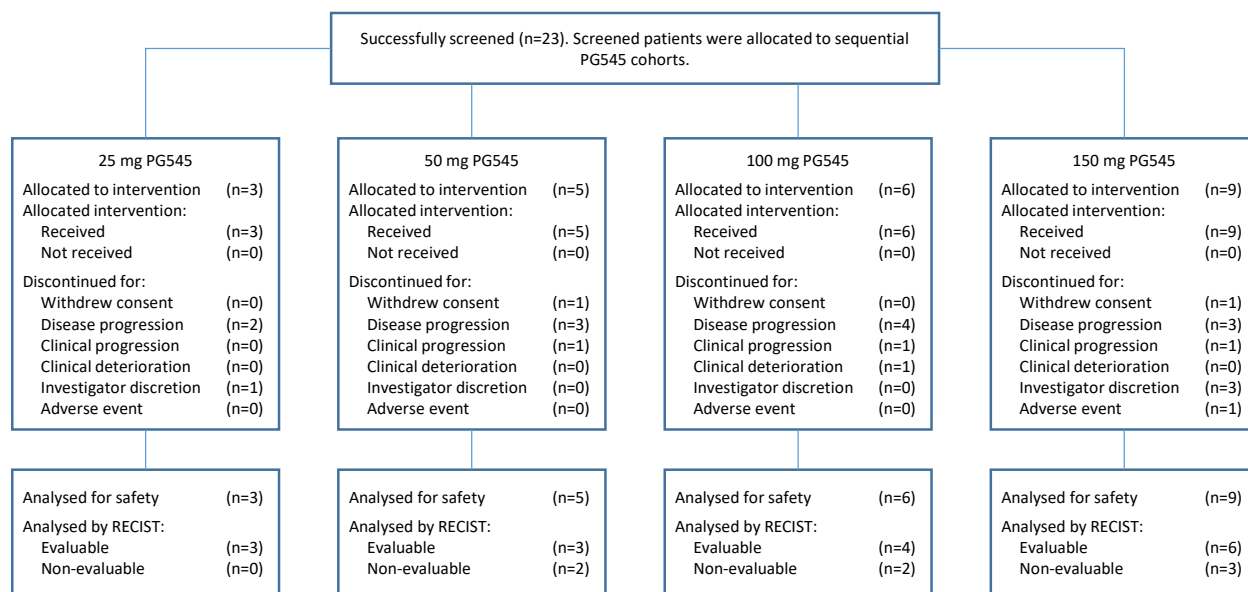 Successfully screened (n=23). Screened patients were allocated to sequential
PG545 cohorts.
25 mg PG545
Allocated to intervention (n=3)
Allocated intervention:
Received (n=3)
Not received (n=0)
Discontinued for:
Withdrew consent (n=0)
Disease progression (n=2)
Clinical progression (n=0)
Clinical deterioration (n=0)
Investigator discretion (n=1)
Adverse event (n=0)
Analysed for safety (n=3)
Analysed by RECIST:
Evaluable (n=3)
Non-evaluable (n=0)
50 mg PG545
Allocated to intervention (n=5)
Allocated intervention:
Received (n=5)
Not received (n=0)
Discontinued for:
Withdrew consent (n=1)
Disease progression (n=3)
Clinical progression (n=1)
Clinical deterioration (n=0)
Investigator discretion (n=0)
Adverse event (n=0)
Analysed for safety (n=5)
Analysed by RECIST:
Evaluable (n=3)
Non-evaluable (n=2)
100 mg PG545
Allocated to intervention (n=6)
Allocated intervention:
Received (n=6)
Not received (n=0)
Discontinued for:
Withdrew consent (n=0)
Disease progression (n=4)
Clinical progression (n=1)
Clinical deterioration (n=1)
Investigator discretion (n=0)
Adverse event (n=0)
Analysed for safety (n=6)
Analysed by RECIST:
Evaluable (n=4)
Non-evaluable (n=2)
150 mg PG545
Allocated to intervention (n=9)
Allocated intervention:
Received (n=9)
Not received (n=0)
Discontinued for:
Withdrew consent (n=1)
Disease progression (n=3)
Clinical progression (n=1)
Clinical deterioration (n=0)
Investigator discretion (n=3)
Adverse event (n=1)
Analysed for safety (n=9)
Analysed by RECIST:
Evaluable (n=6)
Non-evaluable (n=3)